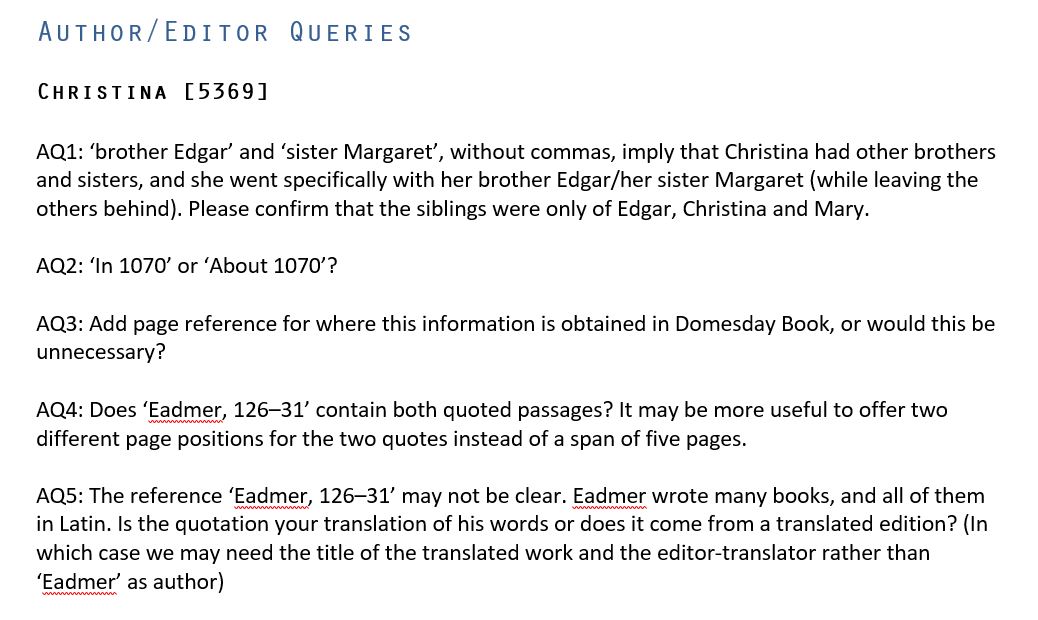 AUTHOR/EDITOR QUERIES
CHRISTINA [5369]
AQ1: ‘brother Edgar’ and ‘sister Margaret’, without commas, imply that Christina had other brothers
and sisters, and she went specifically with her brother Edgar/her sister Margaret (while leaving the
others behind). Please confirm that the siblings were only of Edgar, Christina and Mary.
AQ2: ‘In 1070’ or ‘About 1070’?
AQ3: Add page reference for where this information is obtained in Domesday Book, or would this be
unnecessary?
AQ4: Does ‘Eadmer, 126–31’ contain both quoted passages? It may be more useful to offer two
different page positions for the two quotes instead of a span of five pages.
AQ5: The reference ‘Eadmer, 126–31’ may not be clear. Eadmer wrote many books, and all of them
in Latin. Is the quotation your translation of his words or does it come from a translated edition? (In
which case we may need the title of the translated work and the editor-translator rather than
‘Eadmer’ as author)